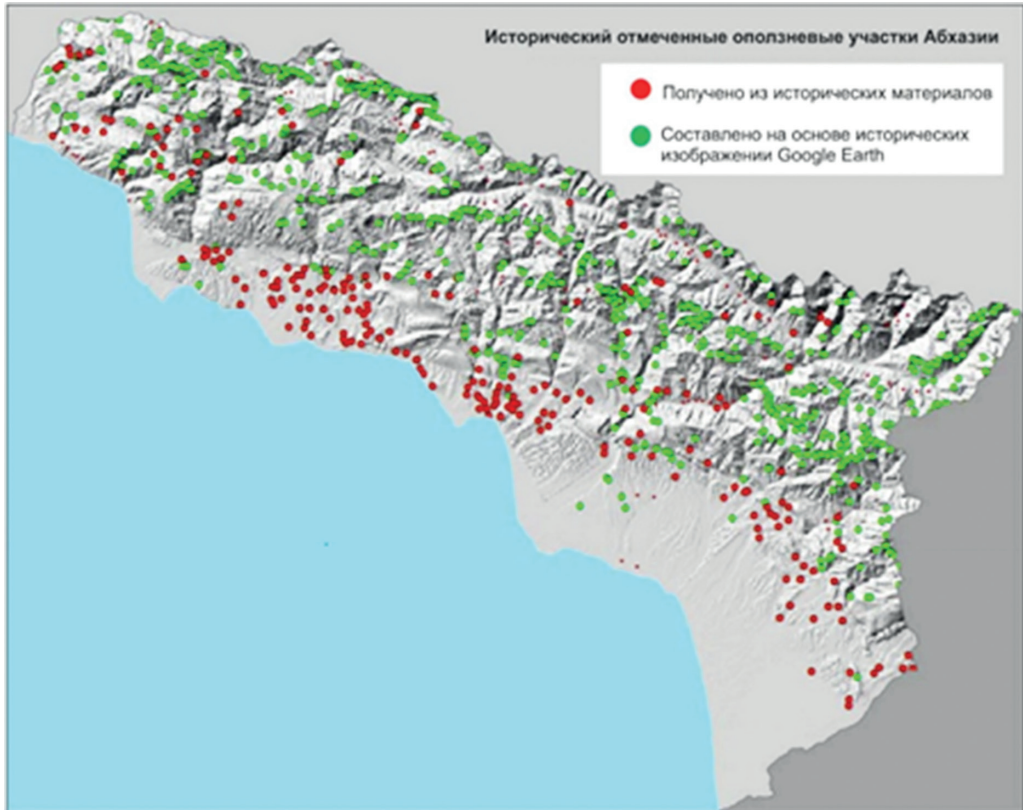 Исторический отмеченные оползневые участки Абхазии
Получено из исторических материалов
Составлено на основе исторических
изображении Google Earth